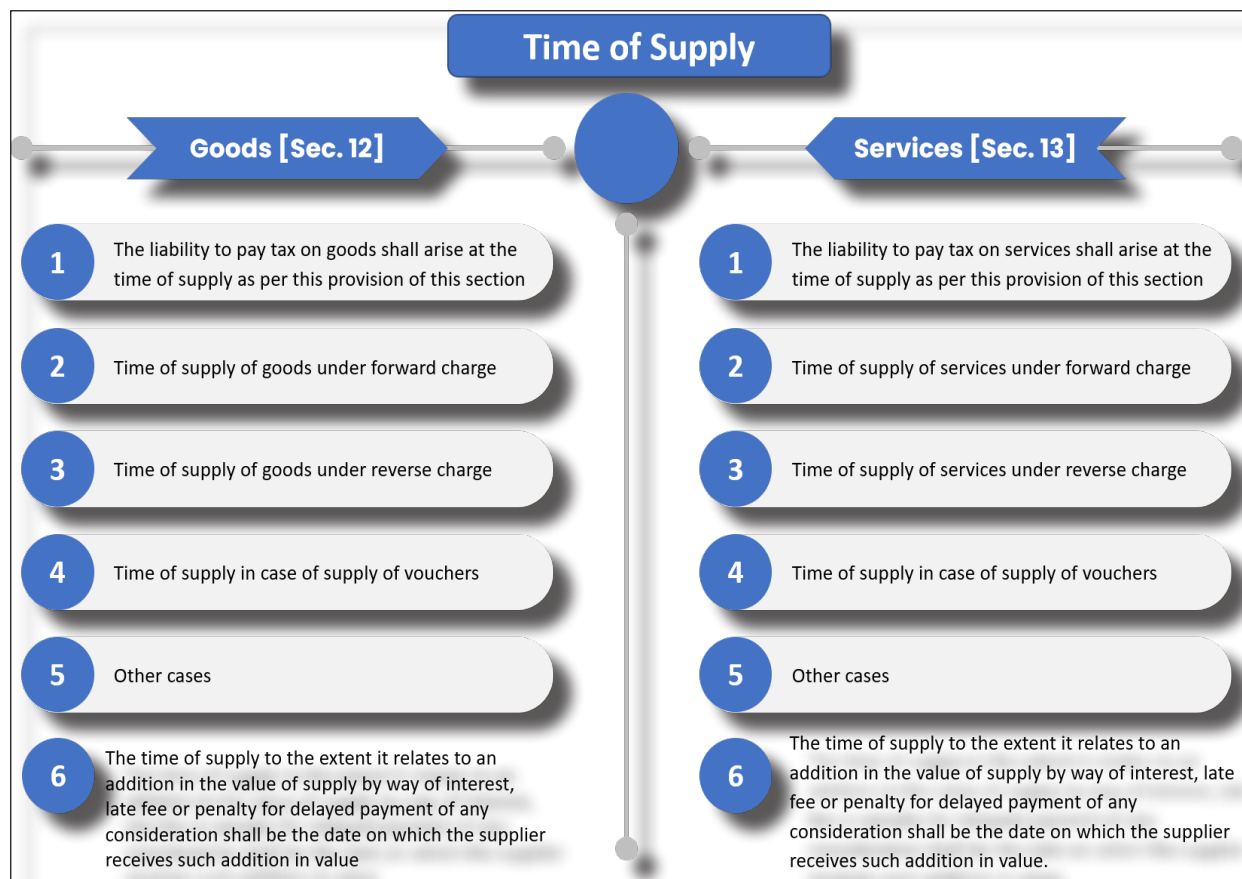 Time of Supply
Goods [Sec. 12]
1
The liability to pay tax on goods shall arise at the
time of supply as per this provision of this section
2
Time of supply of goods under forward charge
3
Time of supply of goods under reverse charge
4
Time of supply in case of supply of vouchers
5
Other cases
6
The time of supply to the extent it relates to an
addition in the value of supply by way of interest,
late fee or penalty for delayed payment of any
consideration shall be the date on which the supplier
receives such addition in value
Services [Sec. 13]
1
The liability to pay tax on services shall arise at the
time of supply as per this provision of this section
2
Time of supply of services under forward charge
3
Time of supply of services under reverse charge
4
Time of supply in case of supply of vouchers
5
Other cases
6
The time of supply to the extent it relates to an
addition in the value of supply by way of interest, late
fee or penalty for delayed payment of any
consideration shall be the date on which the supplier
receives such addition in value.